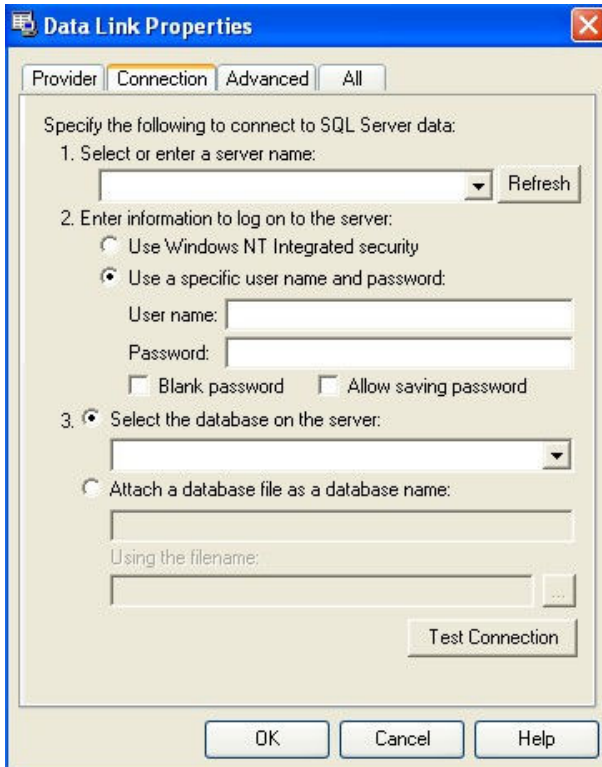 Data Link Properties
Provider Connection Advanced All
Specify the following to connect to SQL Server data:
1. Select or enter a server name:
Refresh
2. Enter information to log on to the server:
Use Windows NT Integrated security
Use a specific user name and password:
User name:
Password:
Blank password Allow saving password
3. Select the database on the server:
Attach a database file as a database name:
Using the filename:
...
Test Connection
OK Cancel Help